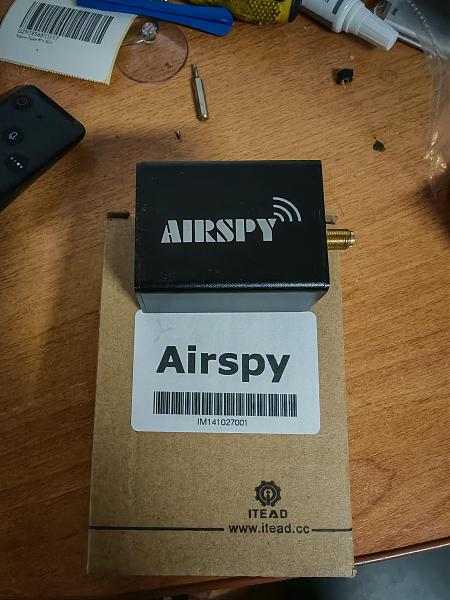 AIRSPY
Airspy
IM141027001
ITEAD
www.itead.cc